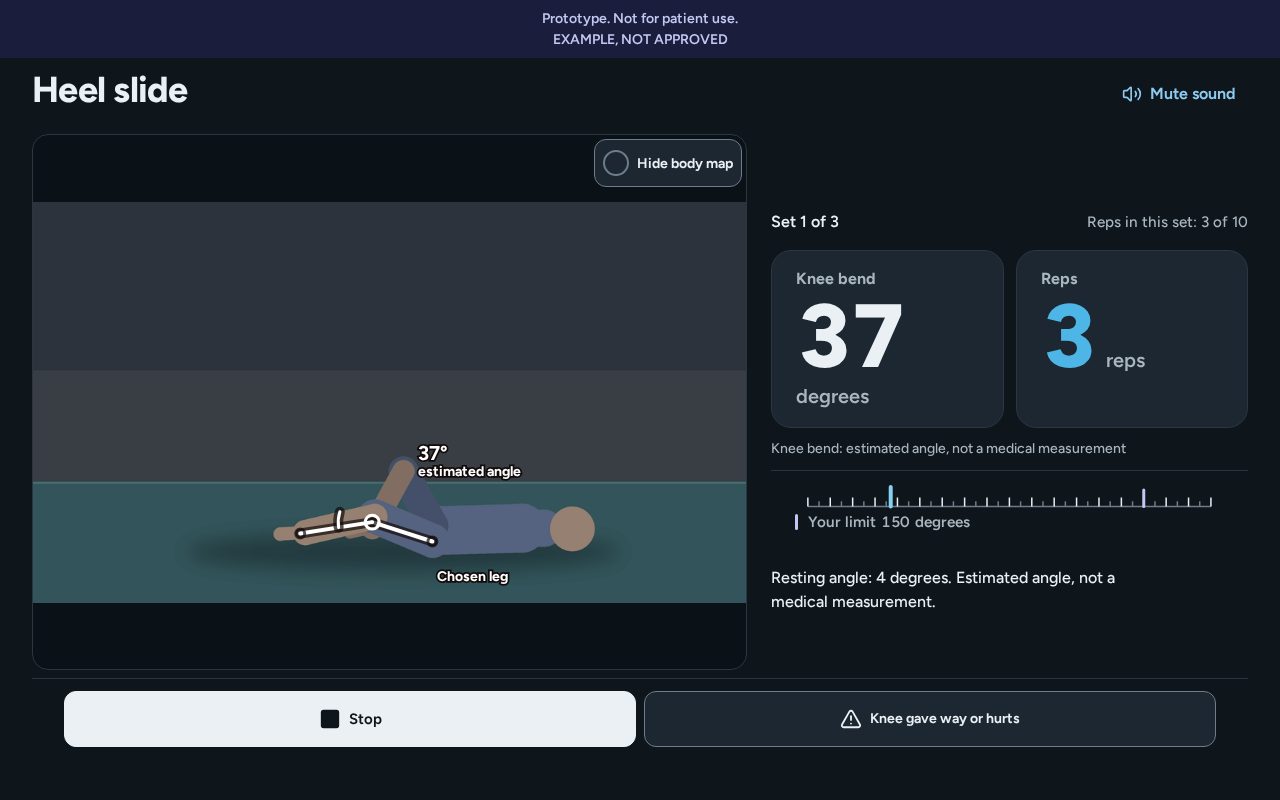 Prototype. Not for patient use.
EXAMPLE, NOT APPROVED
Heel slide
Mute sound
Hide body map
37°
estimated angle
Chosen leg
Set 1 of 3
Reps in this set: 3 of 10
Knee bend
37
degrees
Reps
3 reps
Knee bend: estimated angle, not a medical measurement
Your limit 150 degrees
Resting angle: 4 degrees. Estimated angle, not a
medical measurement.
Stop
Knee gave way or hurts